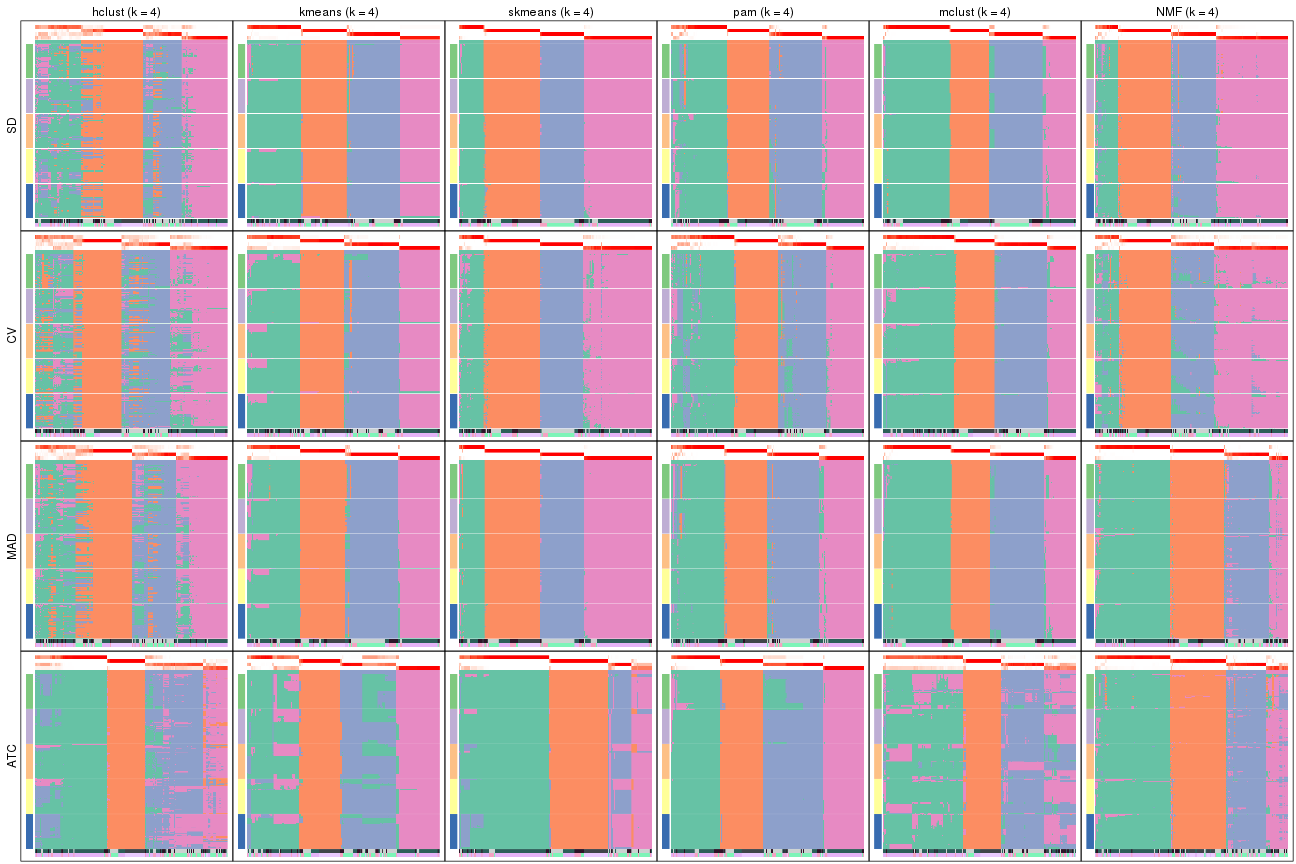 hclust (k = 4) kmeans (k = 4) skmeans (k = 4) pam (k = 4) mclust (k = 4) NMF (k = 4)
SD
CV
MAD
ATC